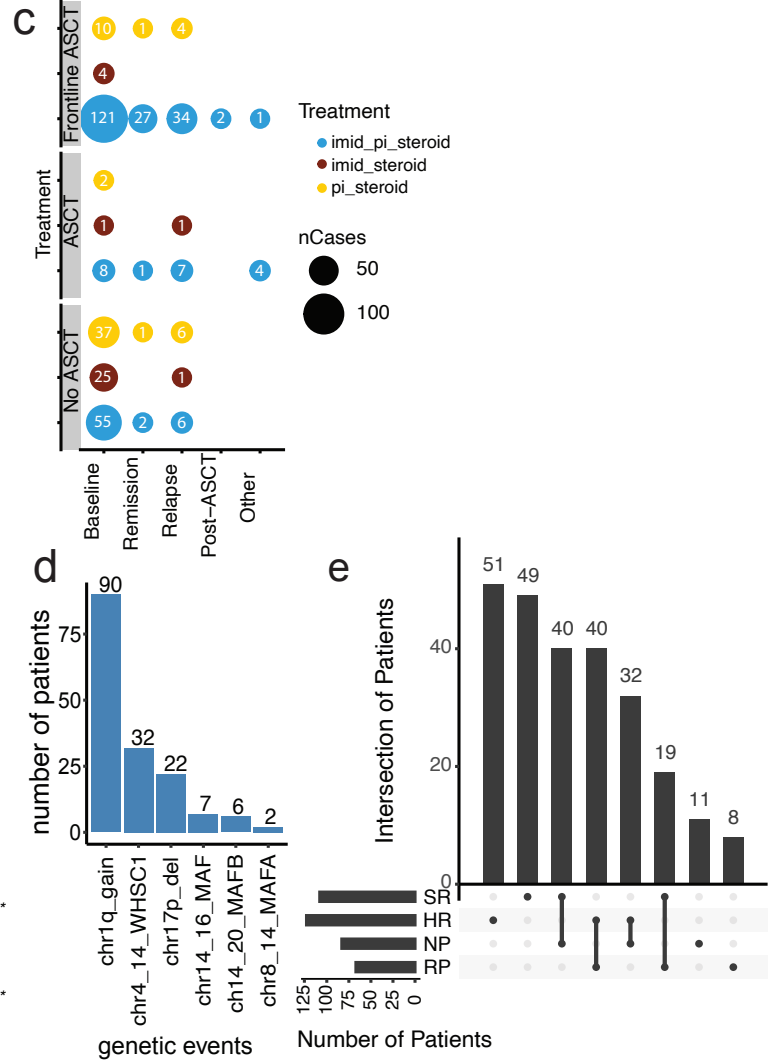 c
Treatment
Frontline ASCT
10 1 4
4
121 27 34 2 1
ASCT
2
1 1
8 1 7 4
No ASCT
37 1 6
25 1
55 2 6
Baseline
Remission
Relapse
Post−ASCT
Other
Treatment
imid_pi_steroid
imid_steroid
pi_steroid
nCases
50
100
d
number of patients
75
50
25
0
90
32
22
7
6
2
chr1q_gain
chr4_14_WHSC1
chr17p_del
chr14_16_MAF
ch14_20_MAFB
chr8_14_MAFA
genetic events
*
*
e
Intersection of Patients
40
20
0
51
49
40
40
32
19
11
8
SR
HR
NP
RP
125
100
75
50
25
0
Number of Patients